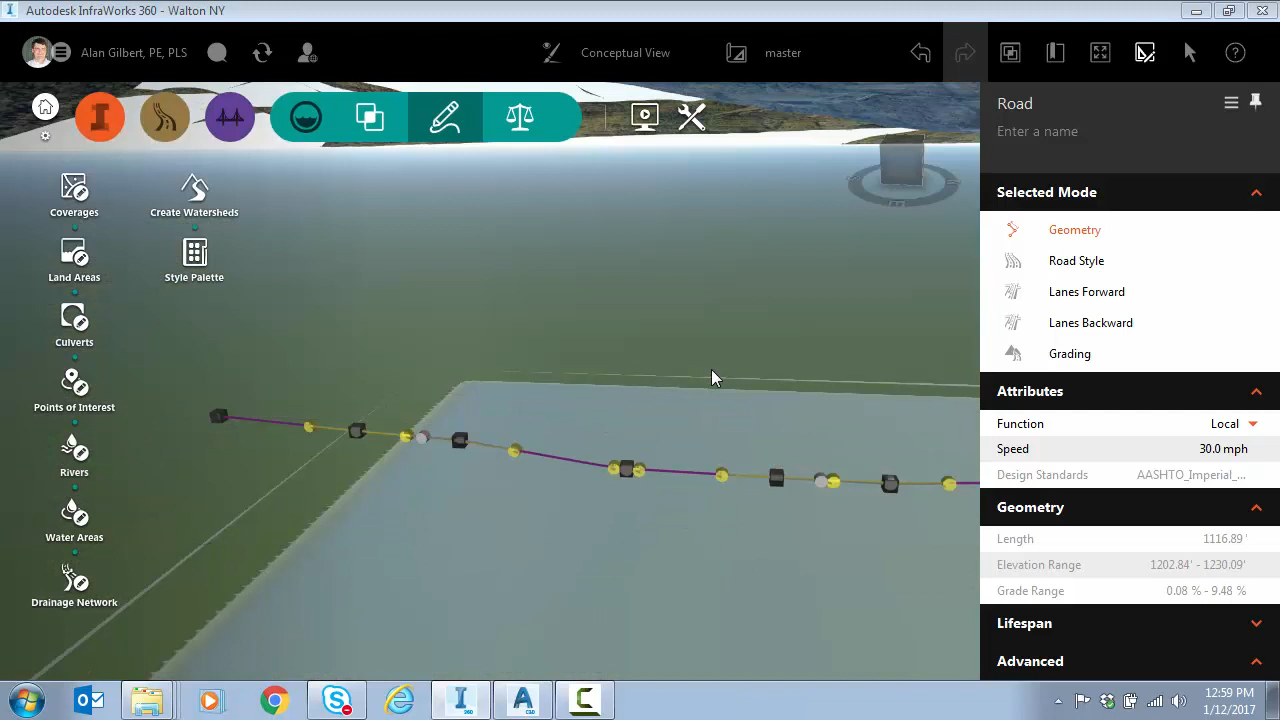 Autodesk InfraWorks 360 - Walton NY
Alan Gilbert, PE, PLS
Conceptual View
master
Coverages
Create Watersheds
Land Areas
Style Palette
Culverts
Points of Interest
Rivers
Water Areas
Drainage Network
Road
Enter a name
Selected Mode
Geometry
Road Style
Lanes Forward
Lanes Backward
Grading
Attributes
Function Local
Speed 30.0 mph
Design Standards AASHTO_Imperial_...
Geometry
Length 1116.89 '
Elevation Range 1202.84' - 1230.09'
Grade Range 0.08 % - 9.48 %
Lifespan
Advanced
12:59 PM
1/12/2017